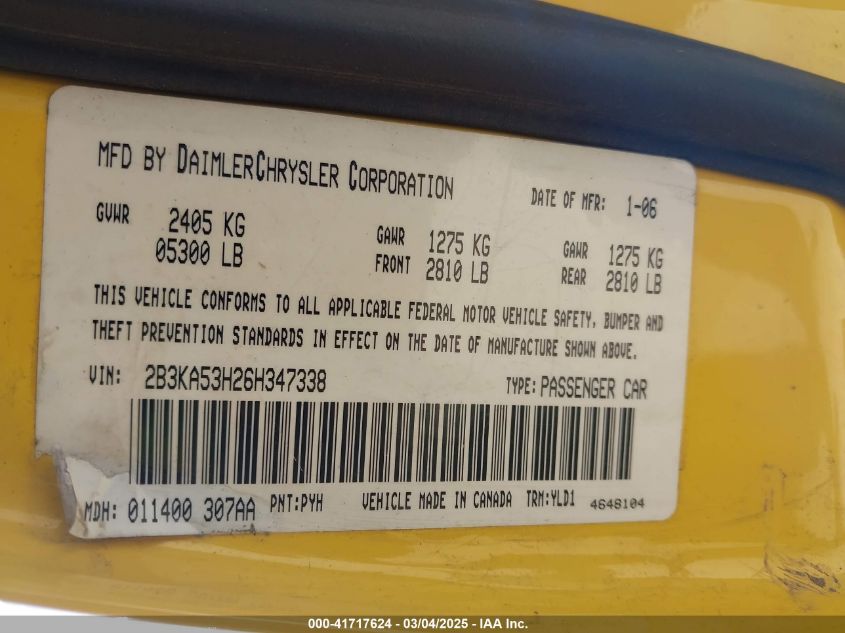 MFD BY DAIMLERCHRYSLER CORPORATION DATE OF MFR: 1-06
GVWR 2405 KG GAWR 1275 KG GAWR 1275 KG
05300 LB FRONT 2810 LB REAR 2810 LB
THIS VEHICLE CONFORMS TO ALL APPLICABLE FEDERAL MOTOR VEHICLE SAFETY, BUMPER AND
THEFT PREVENTION STANDARDS IN EFFECT ON THE DATE OF MANUFACTURE SHOWN ABOVE.
VIN: 2B3KA53H26H347338 TYPE: PASSENGER CAR
MDH: 011400 307AA PNT:PYH VEHICLE MADE IN CANADA TRM:YLD1 4648104
000-41717624 - 03/04/2025 - IAA Inc.